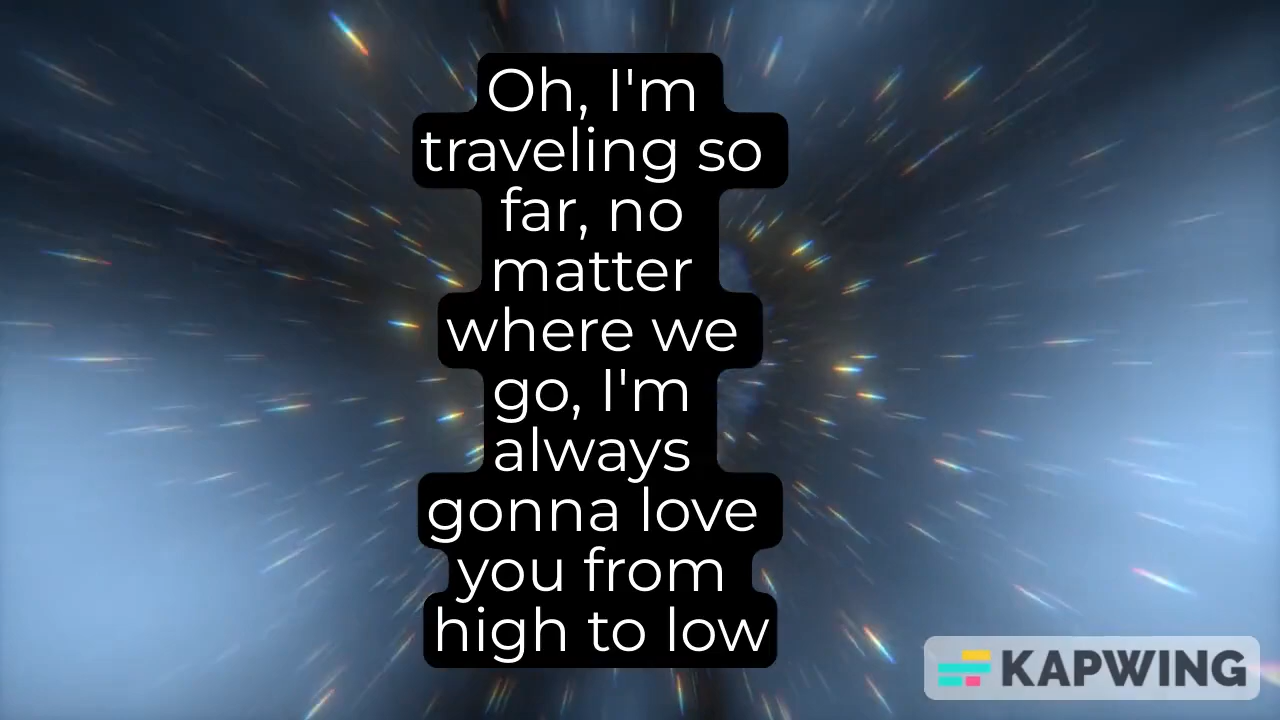 Oh, I'm
traveling so
far, no
matter
where we
go, I'm
always
gonna love
you from
high to low
KAPWING